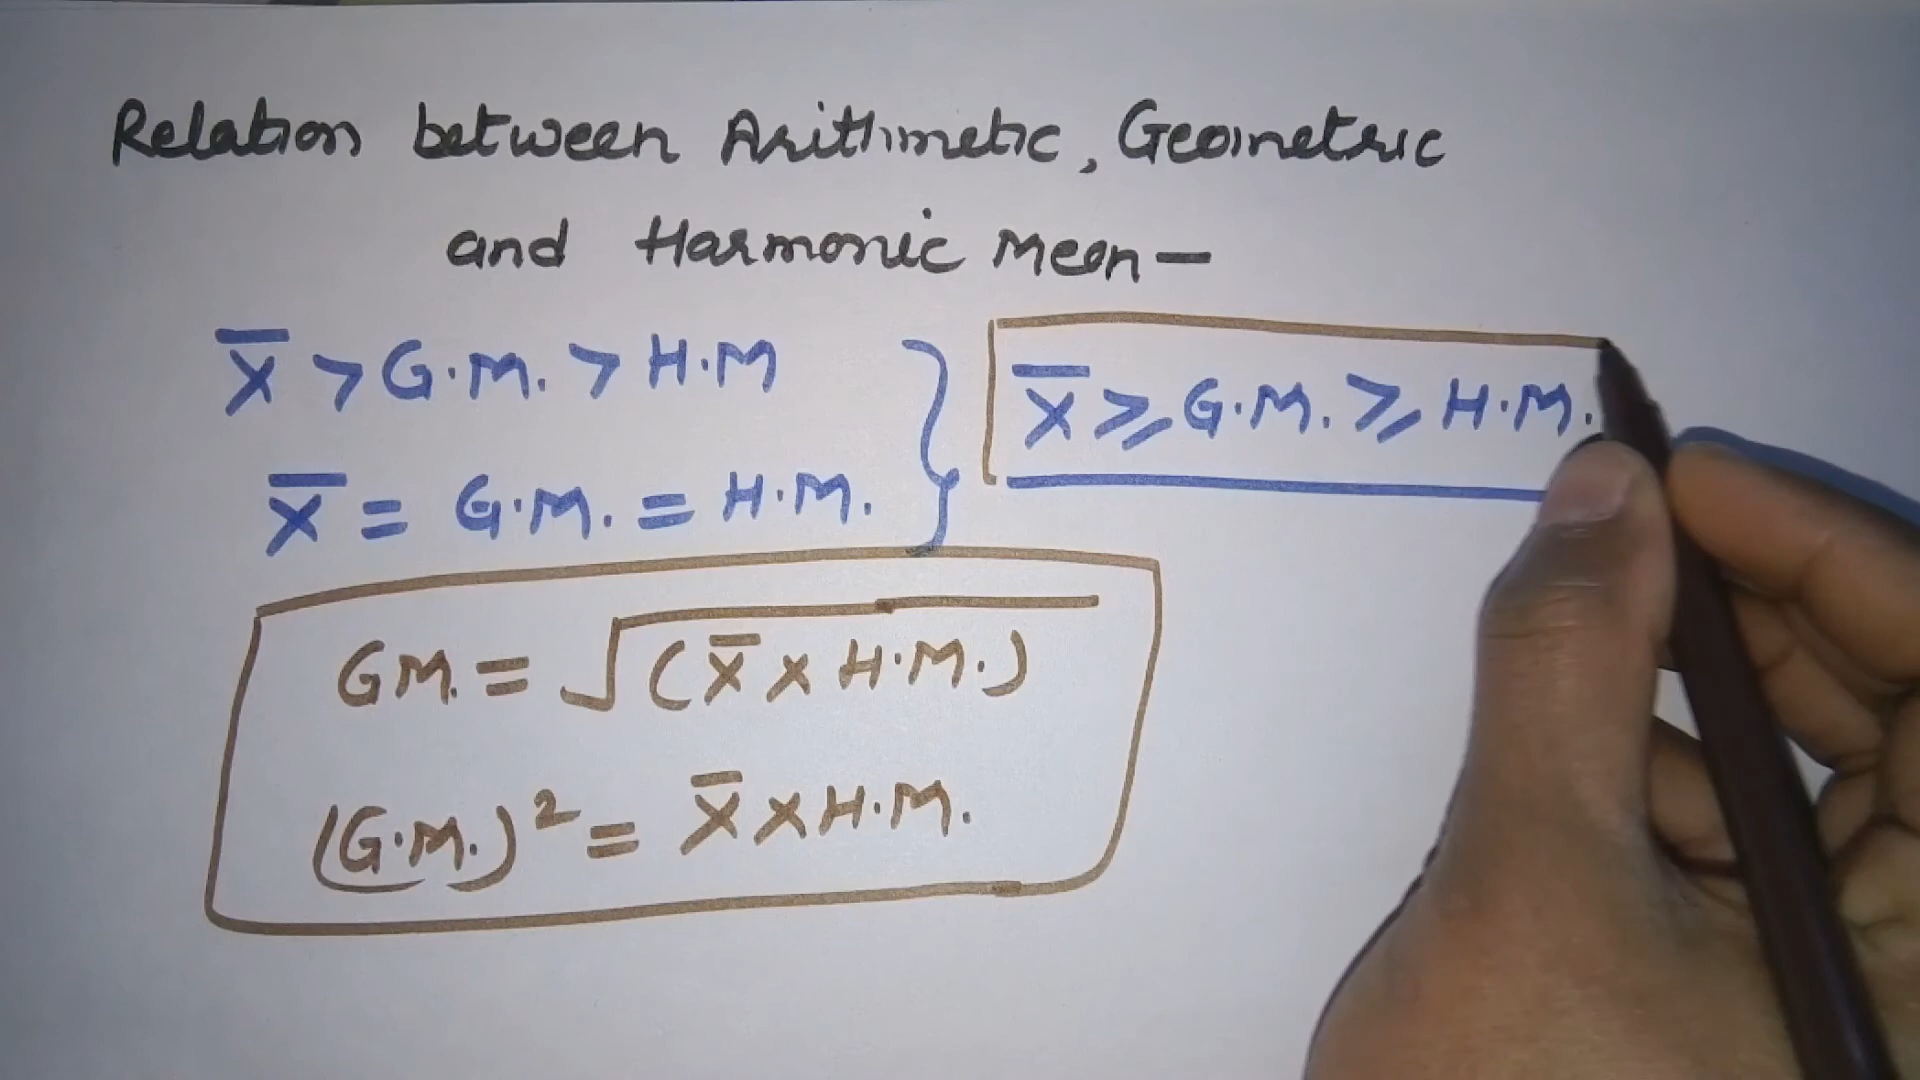 Relation between Arithmetic, Geometric
and Harmonic Mean —
X̅ > G.M. > H.M
X̅ = G.M. = H.M.
} X̅ ≥ G.M. ≥ H.M.
GM. = √(X̅ x H.M.)
(G.M.)² = X̅ x H.M.